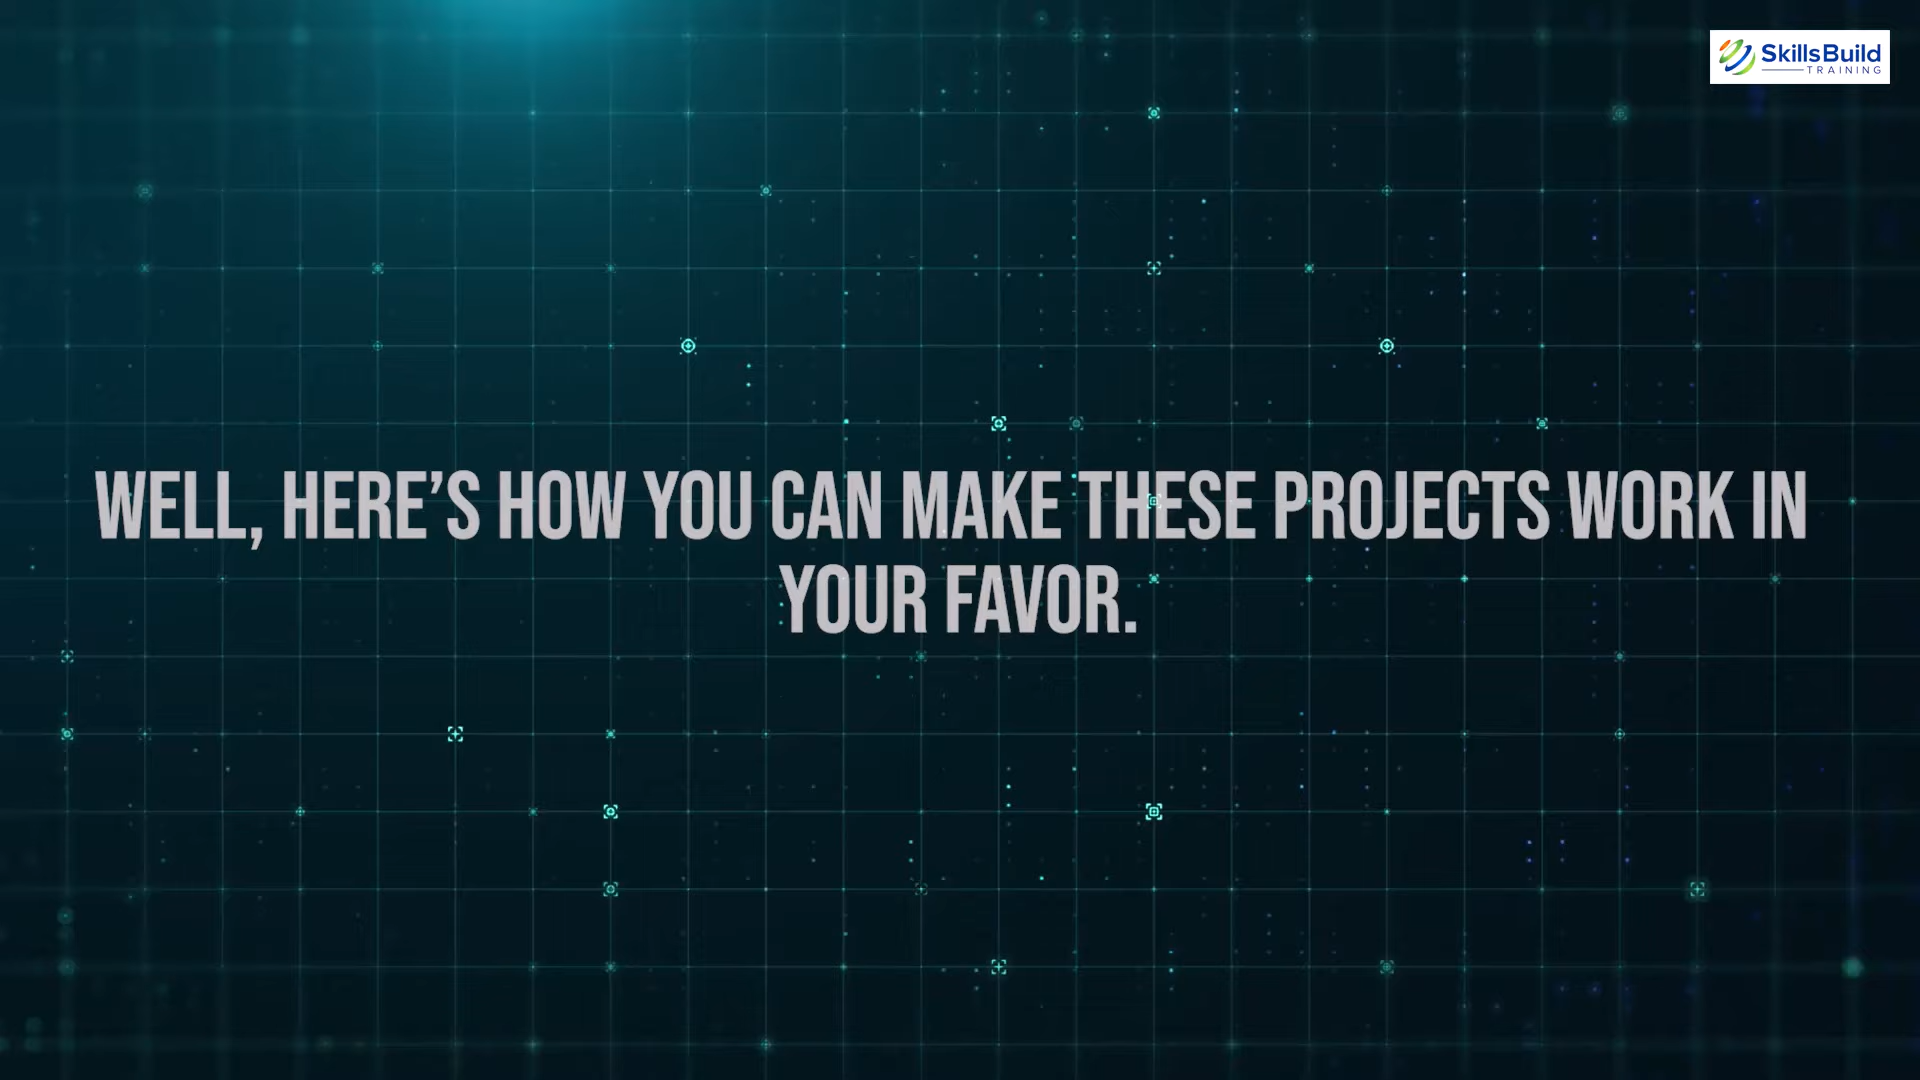 SkillsBuild
TRAINING
WELL, HERE’S HOW YOU CAN MAKE THESE PROJECTS WORK IN
YOUR FAVOR.